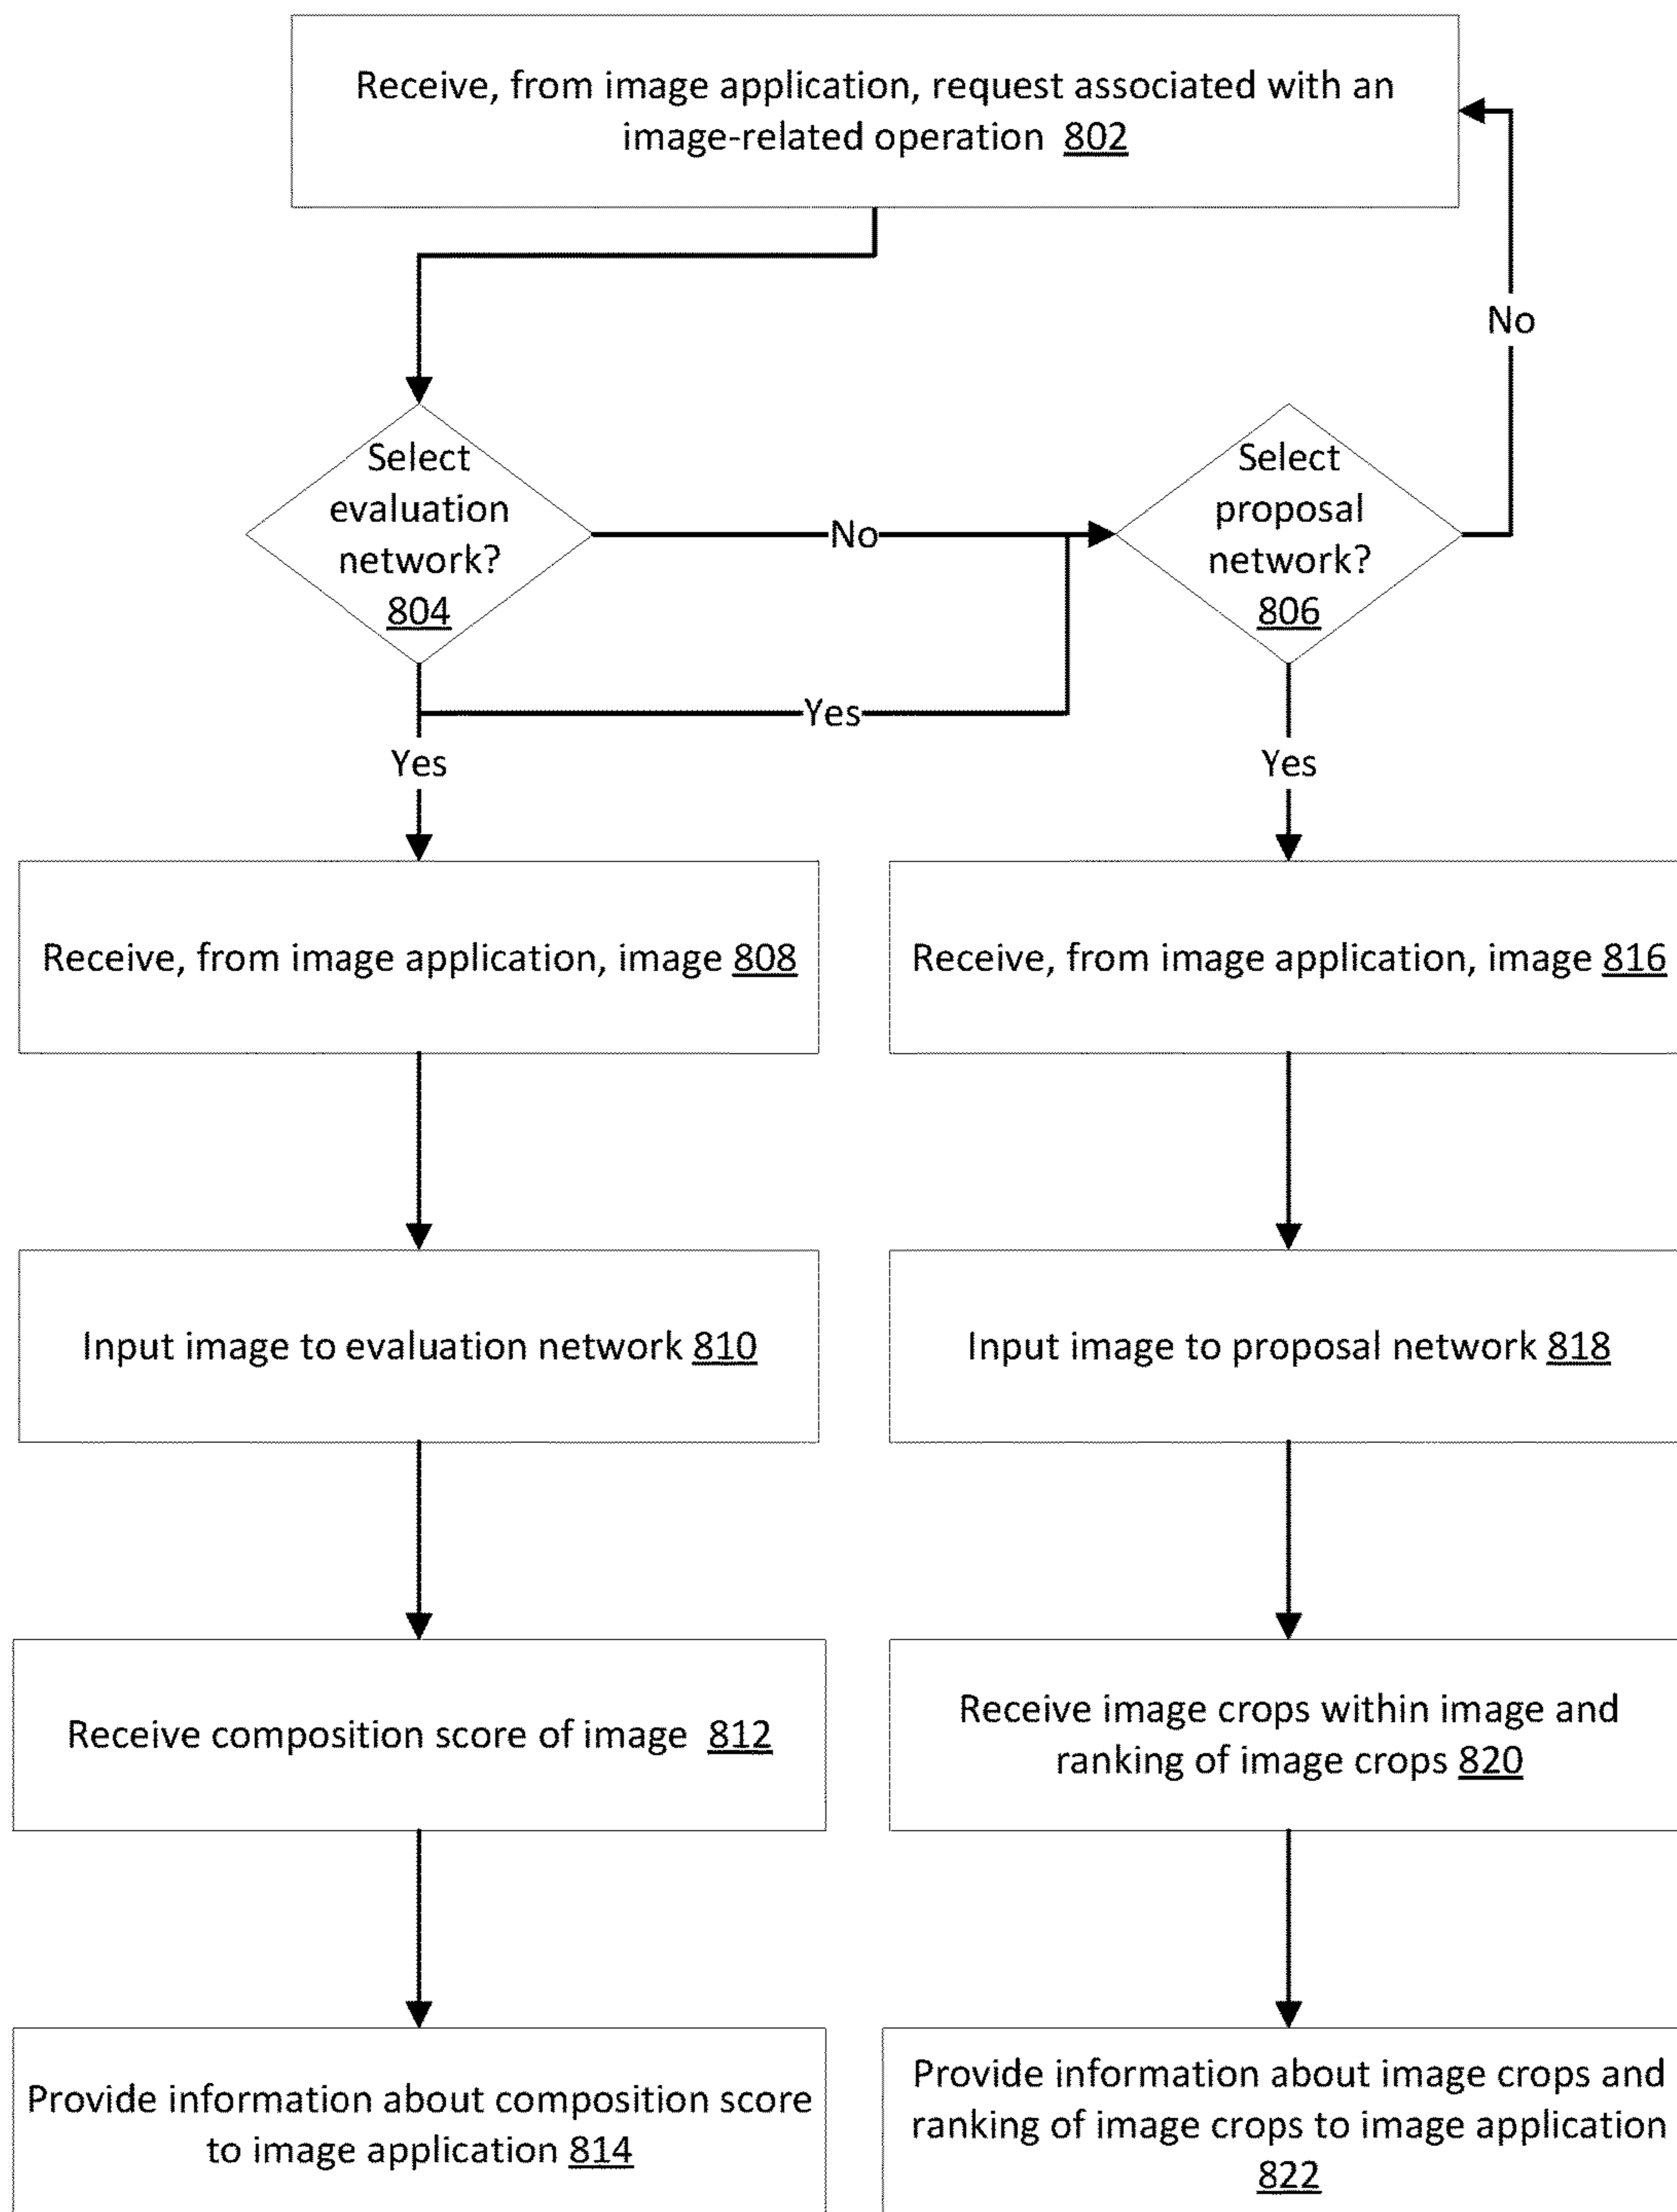 Receive, from image application, request associated with an
image-related operation 802
No
Select
evaluation
network?
804
No
Select
proposal
network?
806
Yes
Yes
Yes
Receive, from image application, image 808
Receive, from image application, image 816
Input image to evaluation network 810
Input image to proposal network 818
Receive composition score of image 812
Receive image crops within image and
ranking of image crops 820
Provide information about composition score
to image application 814
Provide information about image crops and
ranking of image crops to image application
822